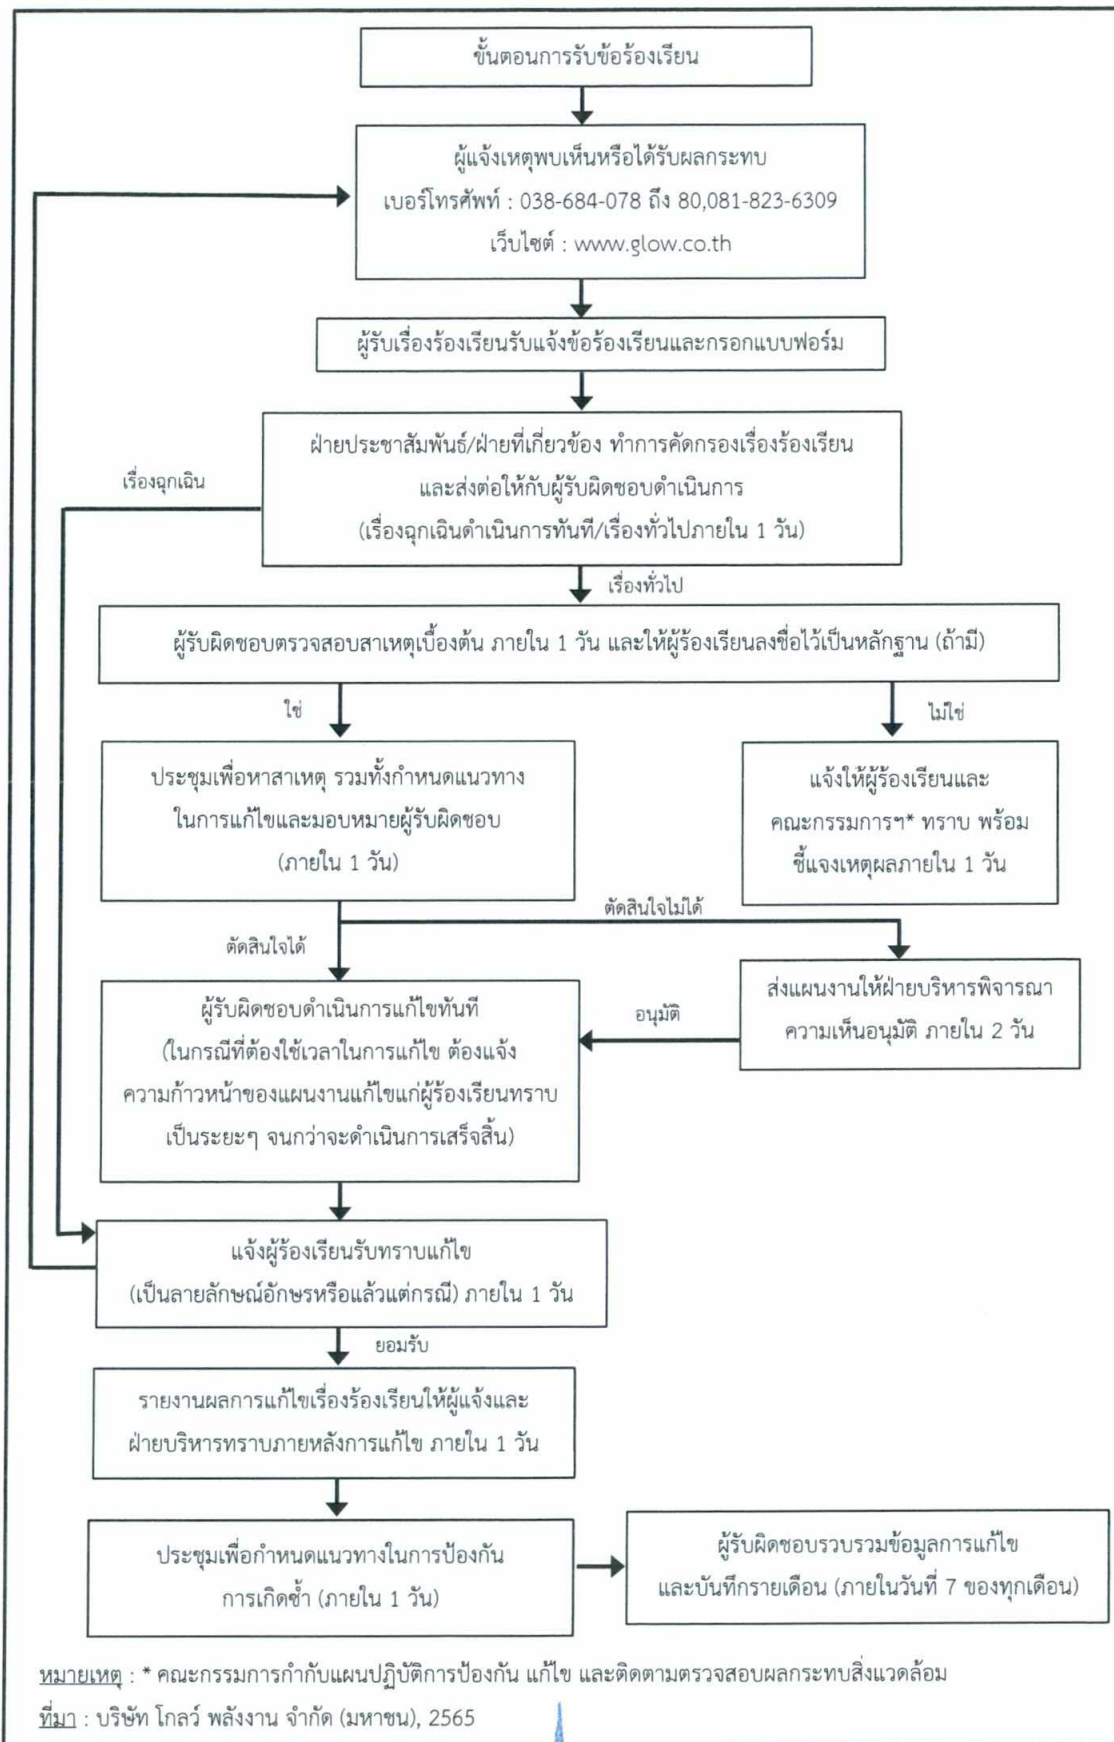 ขั้นตอนการรับข้อร้องเรียน
ผู้แจ้งเหตุพบเห็นหรือได้รับผลกระทบ
เบอร์โทรศัพท์ : 038-684-078 ถึง 80,081-823-6309
เว็บไซต์ : www.glow.co.th
ผู้รับเรื่องร้องเรียนรับแจ้งข้อร้องเรียนและกรอกแบบฟอร์ม
ฝ่ายประชาสัมพันธ์/ฝ่ายที่เกี่ยวข้อง ทำการคัดกรองเรื่องร้องเรียน
และส่งต่อให้กับผู้รับผิดชอบดำเนินการ
(เรื่องฉุกเฉินดำเนินการทันที/เรื่องทั่วไปภายใน 1 วัน)
เรื่องฉุกเฉิน
เรื่องทั่วไป
ผู้รับผิดชอบตรวจสอบสาเหตุเบื้องต้น ภายใน 1 วัน และให้ผู้ร้องเรียนลงชื่อไว้เป็นหลักฐาน (ถ้ามี)
ใช่
ไม่ใช่
ประชุมเพื่อหาสาเหตุ รวมทั้งกำหนดแนวทาง
ในการแก้ไขและมอบหมายผู้รับผิดชอบ
(ภายใน 1 วัน)
แจ้งให้ผู้ร้องเรียนและ
คณะกรรมการฯ* ทราบ พร้อม
ชี้แจงเหตุผลภายใน 1 วัน
ตัดสินใจไม่ได้
ตัดสินใจได้
ส่งแผนงานให้ฝ่ายบริหารพิจารณา
ความเห็นอนุมัติ ภายใน 2 วัน
อนุมัติ
ผู้รับผิดชอบดำเนินการแก้ไขทันที
(ในกรณีที่ต้องใช้เวลาในการแก้ไข ต้องแจ้ง
ความก้าวหน้าของแผนงานแก้ไขแก่ผู้ร้องเรียนทราบ
เป็นระยะๆ จนกว่าจะดำเนินการเสร็จสิ้น)
แจ้งผู้ร้องเรียนรับทราบแก้ไข
(เป็นลายลักษณ์อักษรหรือแล้วแต่กรณี) ภายใน 1 วัน
ยอมรับ
รายงานผลการแก้ไขเรื่องร้องเรียนให้ผู้แจ้งและ
ฝ่ายบริหารทราบภายหลังการแก้ไข ภายใน 1 วัน
ประชุมเพื่อกำหนดแนวทางในการป้องกัน
การเกิดซ้ำ (ภายใน 1 วัน)
ผู้รับผิดชอบรวบรวมข้อมูลการแก้ไข
และบันทึกรายเดือน (ภายในวันที่ 7 ของทุกเดือน)
หมายเหตุ : * คณะกรรมการกำกับแผนปฏิบัติการป้องกัน แก้ไข และติดตามตรวจสอบผลกระทบสิ่งแวดล้อม
ที่มา : บริษัท โกลว์ พลังงาน จำกัด (มหาชน), 2565